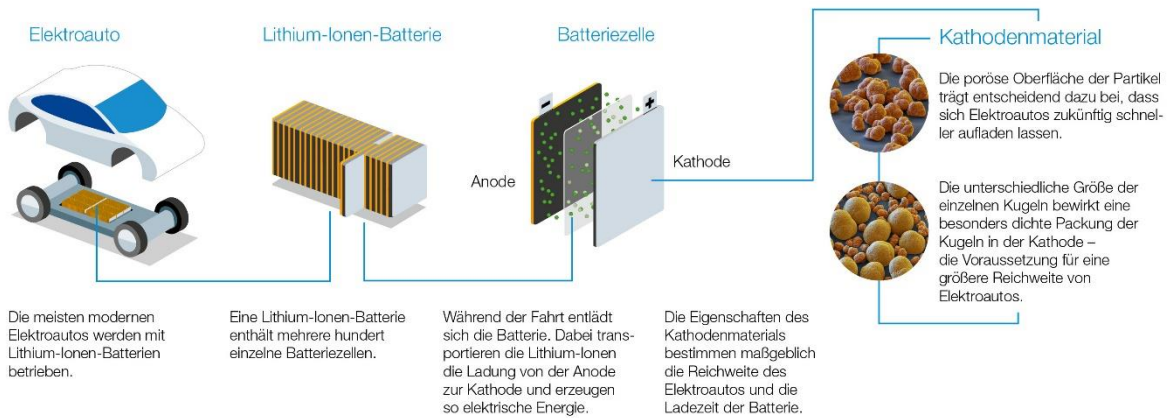 Elektroauto
Lithium-Ionen-Batterie
Batteriezelle
Kathodenmaterial
Die poröse Oberfläche der Partikel
trägt entscheidend dazu bei, dass
sich Elektroautos zukünftig schnel-
ler aufladen lassen.
-
+
Anode
Kathode
Die unterschiedliche Größe der
einzelnen Kugeln bewirkt eine
besonders dichte Packung der
Kugeln in der Kathode –
die Voraussetzung für eine
größere Reichweite von
Elektroautos.
Die meisten modernen
Elektroautos werden mit
Lithium-Ionen-Batterien
betrieben.
Eine Lithium-Ionen-Batterie
enthält mehrere hundert
einzelne Batteriezellen.
Während der Fahrt entlädt
sich die Batterie. Dabei trans-
portieren die Lithium-Ionen
die Ladung von der Anode
zur Kathode und erzeugen
so elektrische Energie.
Die Eigenschaften des
Kathodenmaterials
bestimmen maßgeblich
die Reichweite des
Elektroautos und die
Ladezeit der Batterie.